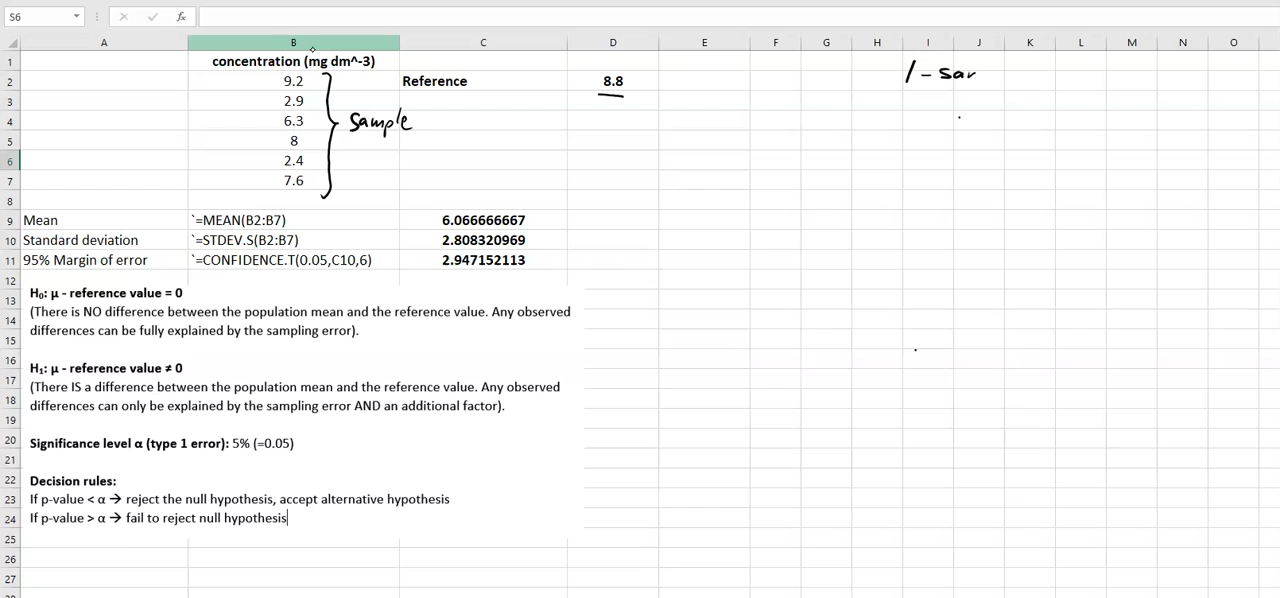 S6 fx
A B C D E F G H I J K L M N O
1 concentration (mg dm^-3)
2 9.2 Reference 8.8 1 - sar
3 2.9
4 6.3 Sample
5 8
6 2.4
7 7.6
8
9 Mean `=MEAN(B2:B7) 6.066666667
10 Standard deviation `=STDEV.S(B2:B7) 2.808320969
11 95% Margin of error `=CONFIDENCE.T(0.05,C10,6) 2.947152113
12
13 H₀: μ - reference value = 0
14 (There is NO difference between the population mean and the reference value. Any observed
15 differences can be fully explained by the sampling error).
16 H₁: μ - reference value ≠ 0
17 (There IS a difference between the population mean and the reference value. Any observed
18 differences can only be explained by the sampling error AND an additional factor).
19
20 Significance level α (type 1 error): 5% (=0.05)
21
22 Decision rules:
23 If p-value < α → reject the null hypothesis, accept alternative hypothesis
24 If p-value > α → fail to reject null hypothesis
25
26
27